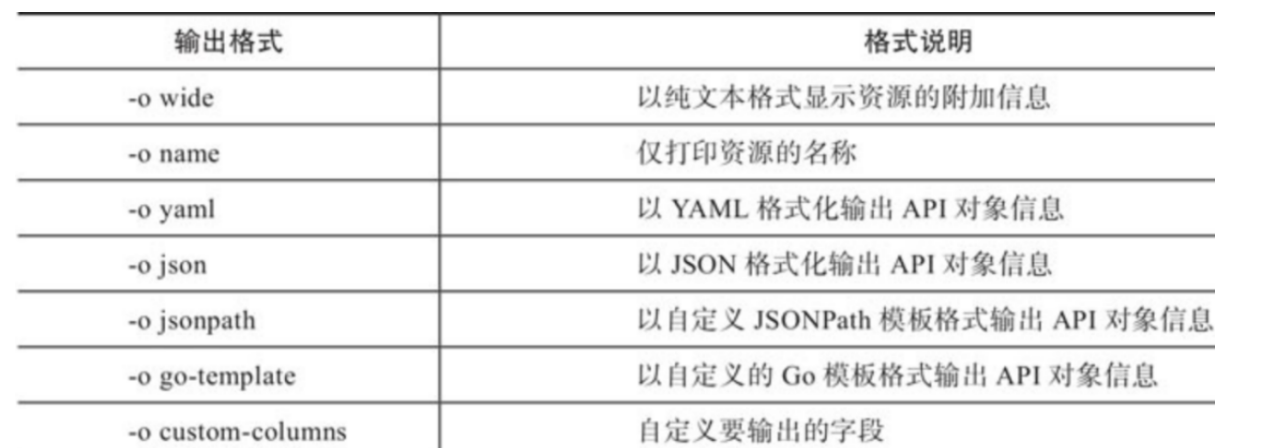 输出格式 格式说明
-o wide 以纯文本格式显示资源的附加信息
-o name 仅打印资源的名称
-o yaml 以 YAML 格式化输出 API 对象信息
-o json 以 JSON 格式化输出 API 对象信息
-o jsonpath 以自定义 JSONPath 模板格式输出 API 对象信息
-o go-template 以自定义的 Go 模板格式输出 API 对象信息
-o custom-columns 自定义要输出的字段